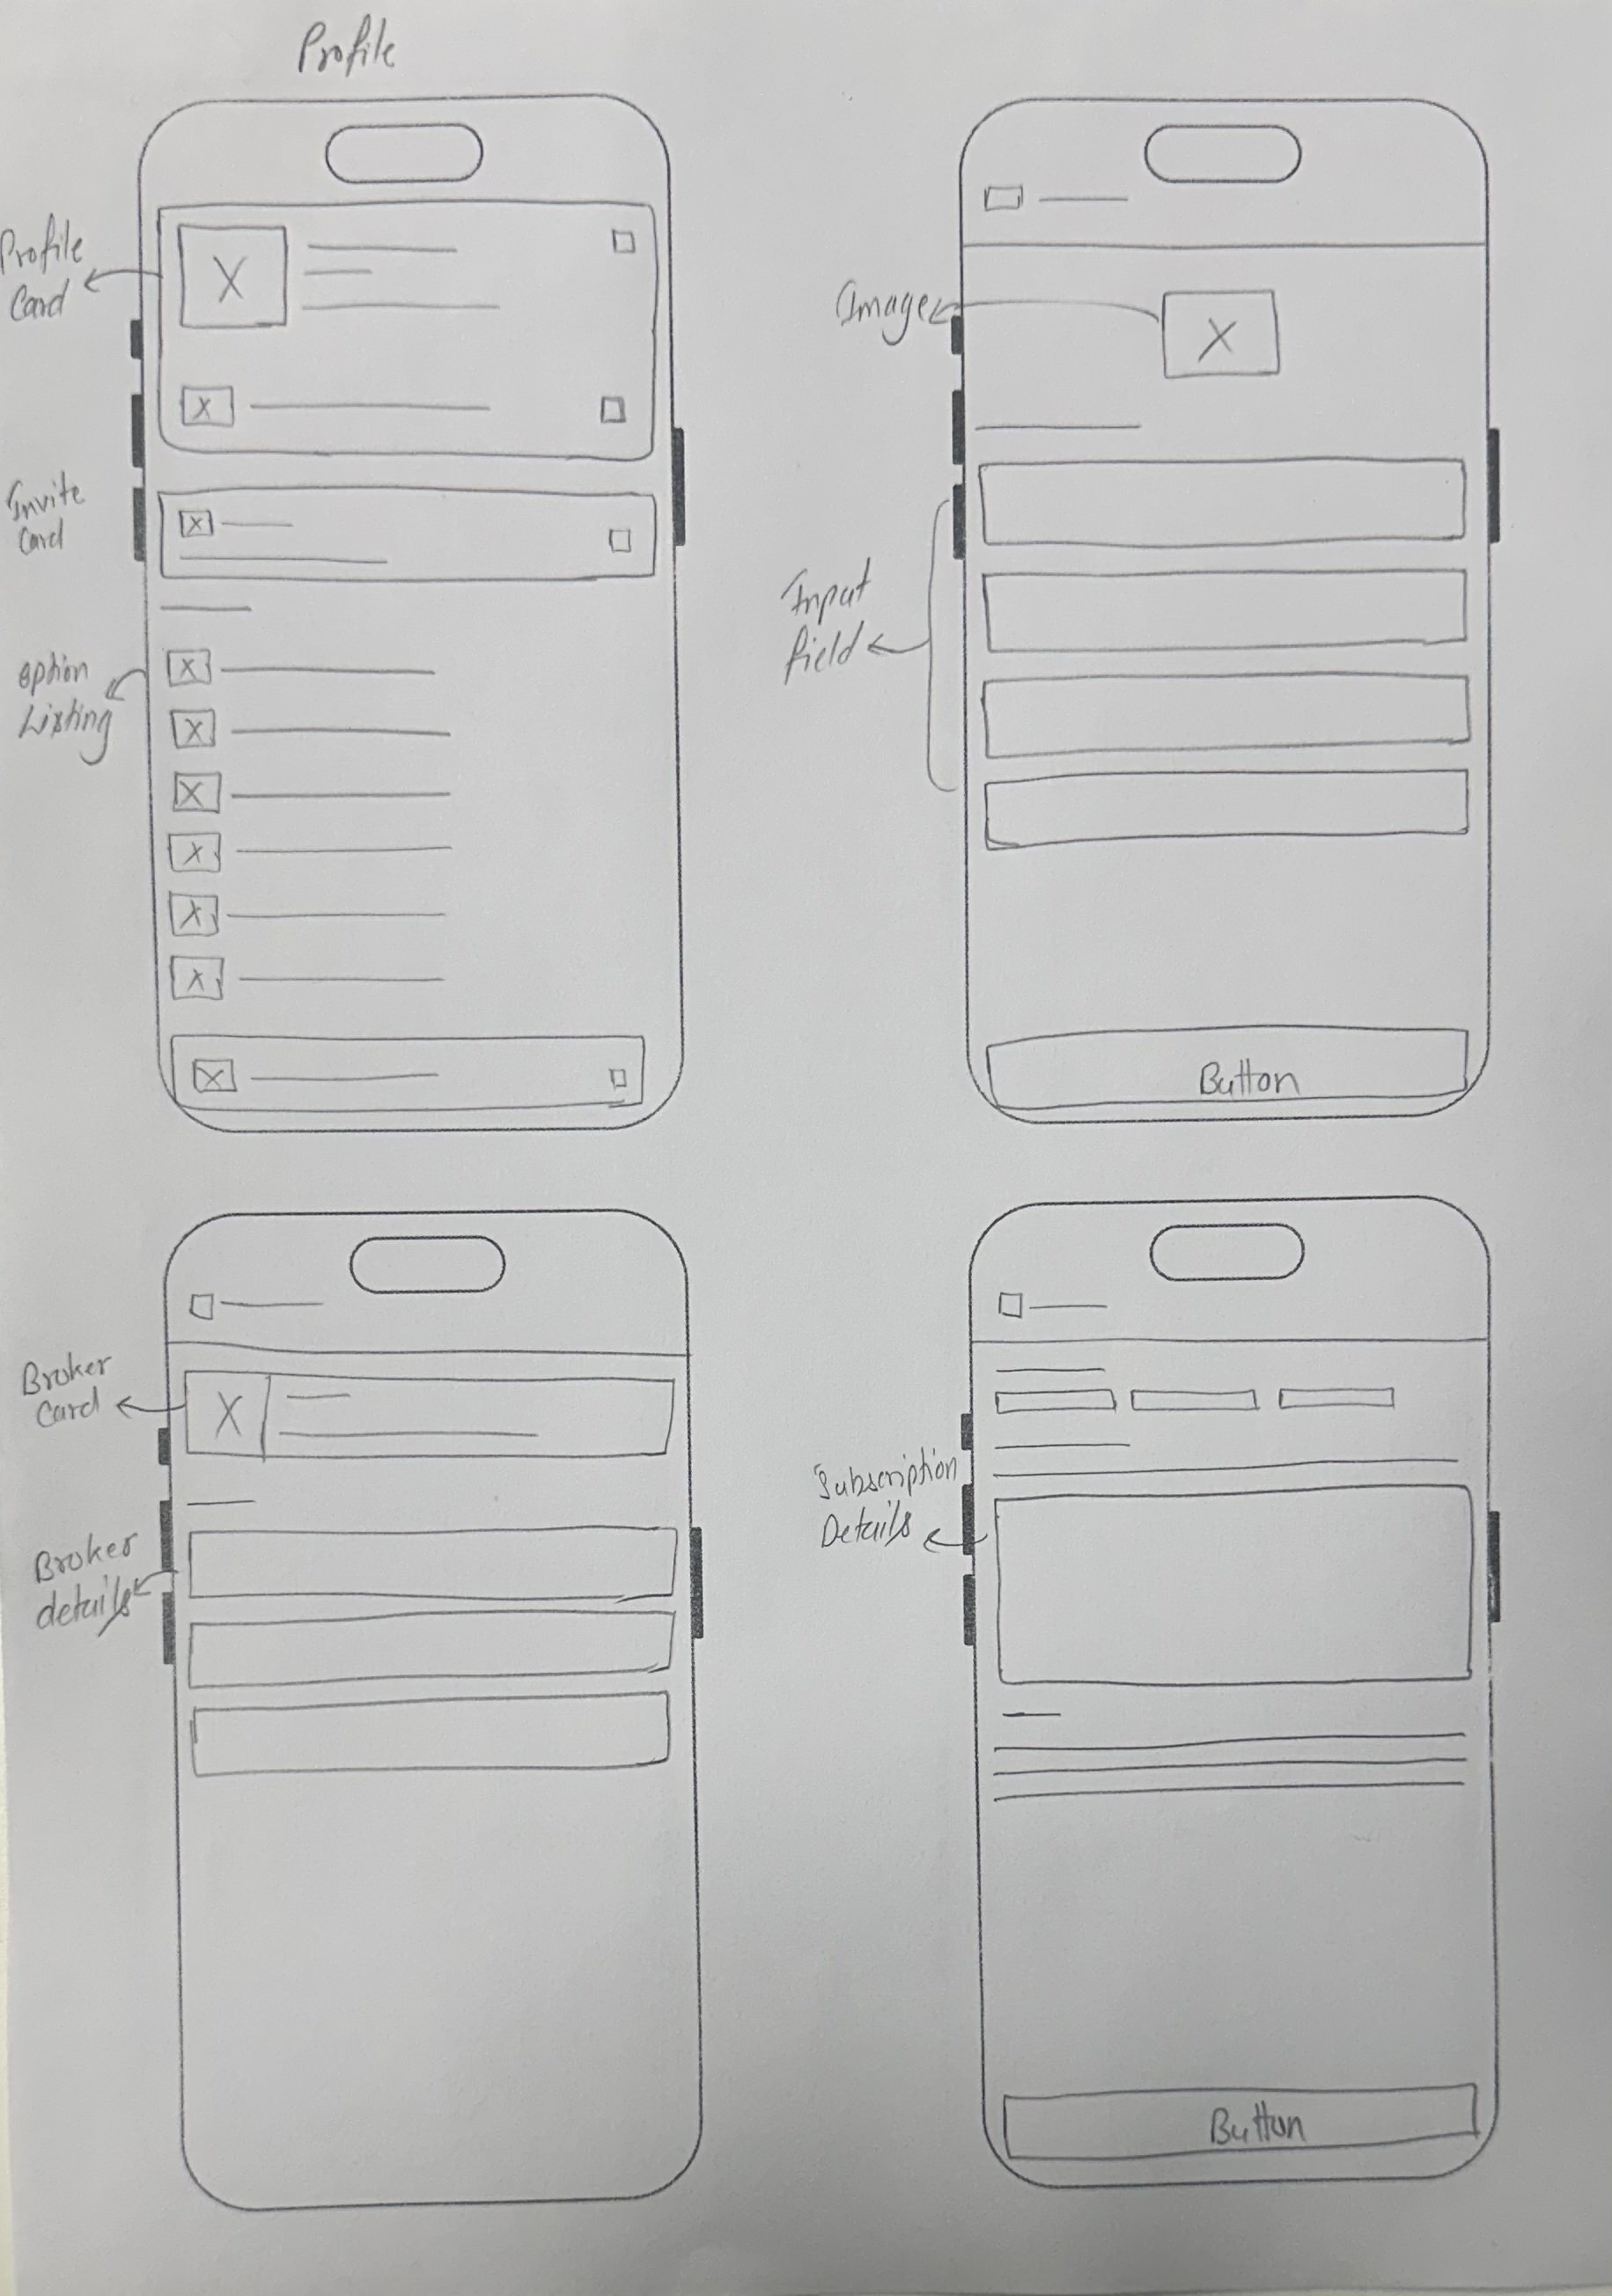 Profile
Profile
Card
Invite
Card
option
Listing
Image
Input
field
Button
Broker
Card
Broker
details
Subscription
Details
Button